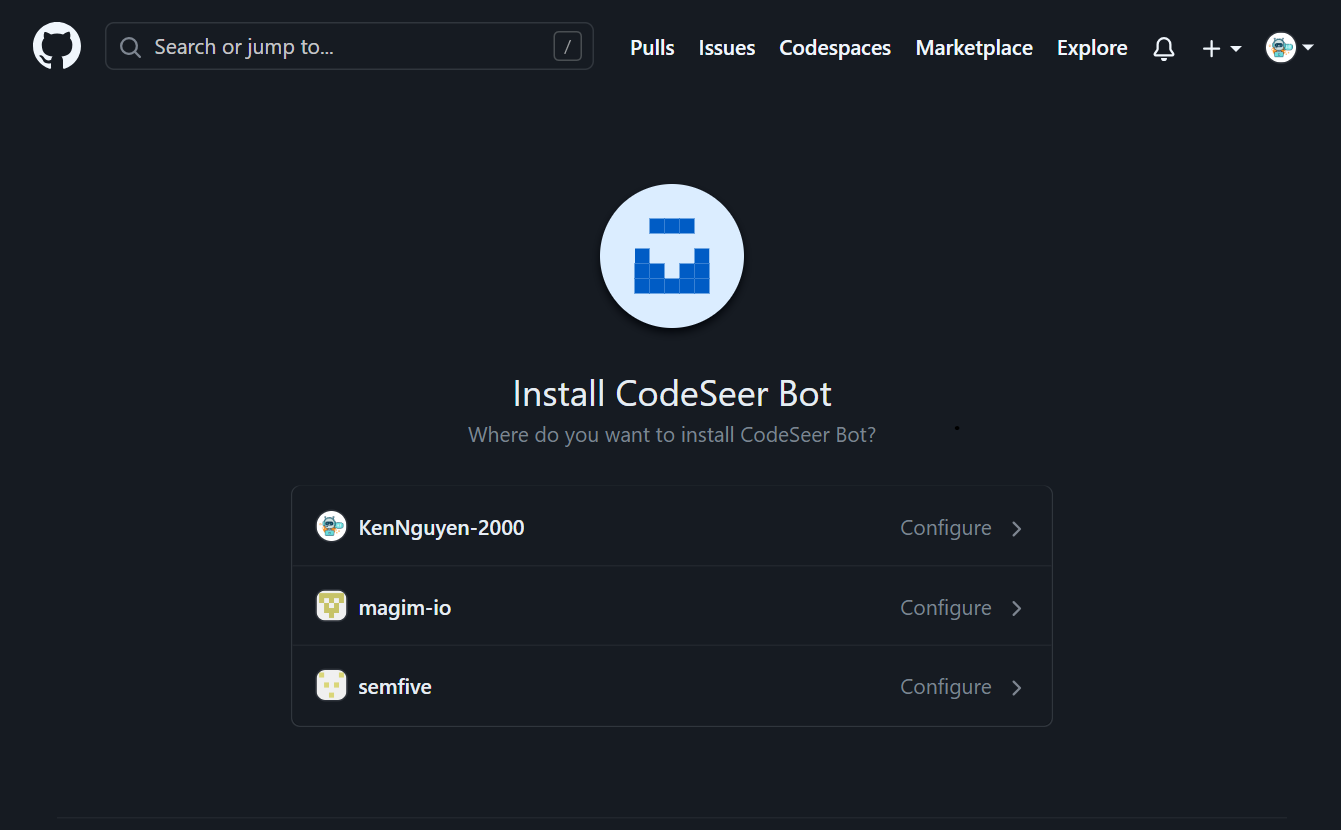 Search or jump to... / Pulls Issues Codespaces Marketplace Explore
Install CodeSeer Bot
Where do you want to install CodeSeer Bot?
KenNguyen-2000 Configure
magim-io Configure
semfive Configure